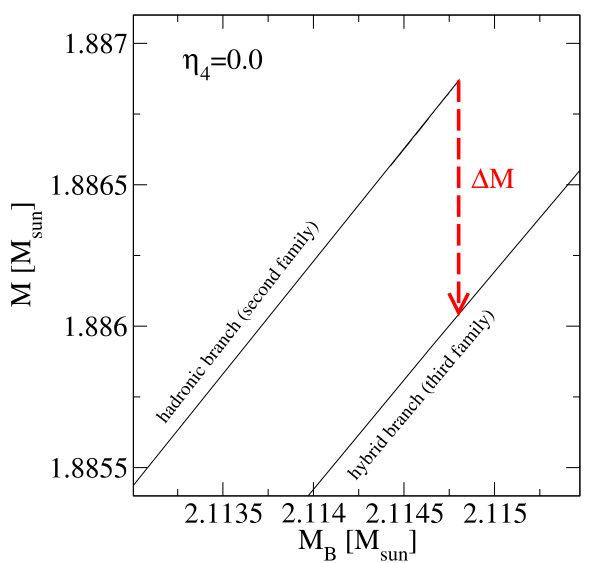 1.887
η4=0.0
1.8865
ΔM
M [Msun]
hadronic branch (second family)
1.886
hybrid branch (third family)
1.8855
2.1135 2.114 2.1145 2.115
MB [Msun]